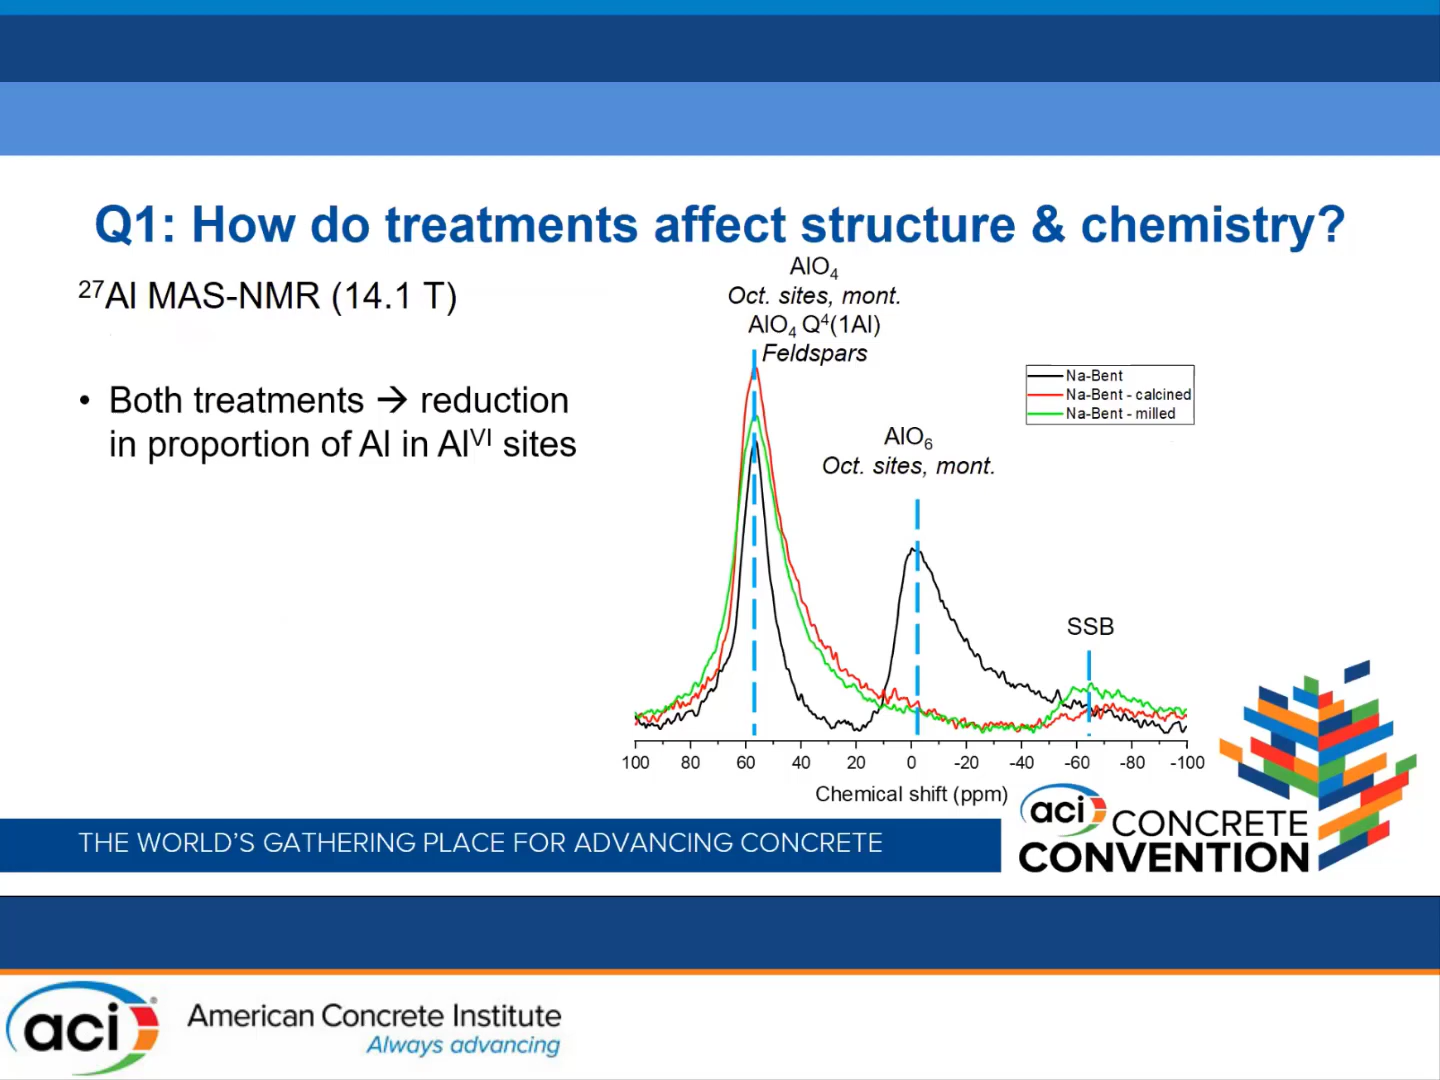 Q1: How do treatments affect structure & chemistry?
²⁷Al MAS-NMR (14.1 T)
• Both treatments → reduction
in proportion of Al in Alⱽᴵ sites
AlO₄
Oct. sites, mont.
AlO₄ Q⁴(1Al)
Feldspars
Na-Bent
Na-Bent - calcined
Na-Bent - milled
AlO₆
Oct. sites, mont.
SSB
100 80 60 40 20 0 -20 -40 -60 -80 -100
Chemical shift (ppm)
THE WORLD'S GATHERING PLACE FOR ADVANCING CONCRETE
aci CONCRETE
CONVENTION
aci
American Concrete Institute
Always advancing